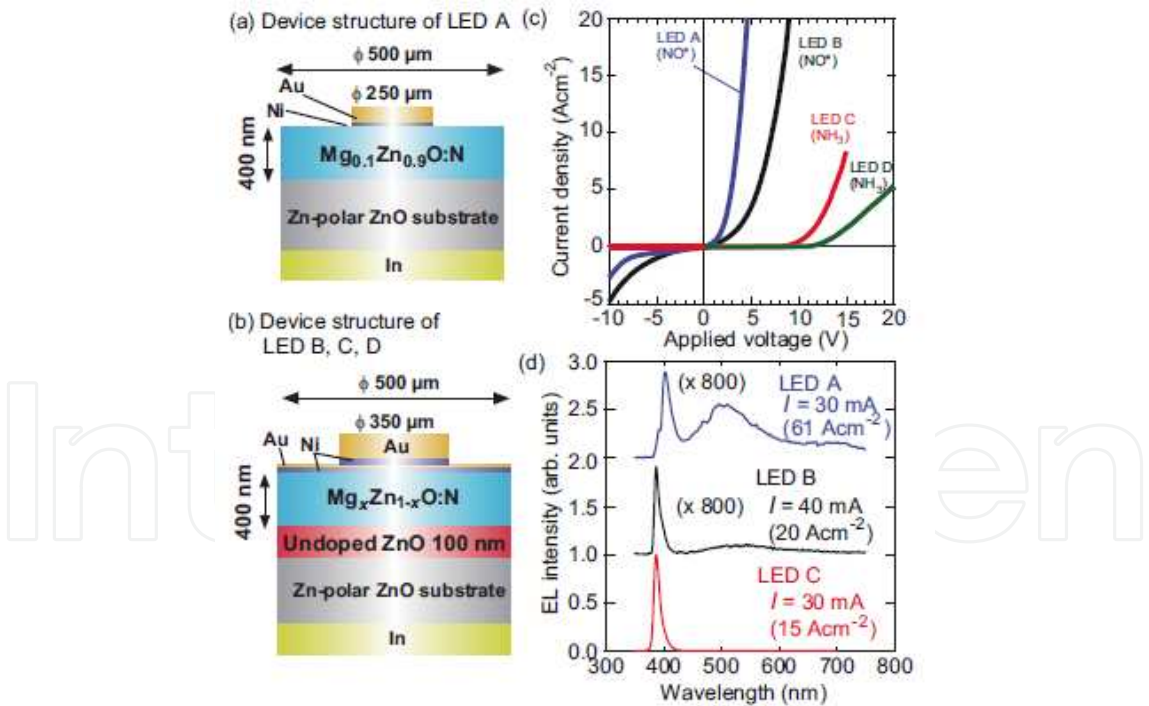 (a) Device structure of LED A
ϕ 500 μm
Au
ϕ 250 μm
Ni
400 nm
Mg0.1Zn0.9O:N
Zn-polar ZnO substrate
In
(b) Device structure of
LED B, C, D
ϕ 500 μm
ϕ 350 μm
Au
Ni
Au
400 nm
MgxZn1-xO:N
Undoped ZnO 100 nm
Zn-polar ZnO substrate
In
(c)
20
15
10
5
0
-5
-10
-5
0
5
10
15
20
Current density (Acm-2)
Applied voltage (V)
LED A
(NO*)
LED B
(NO*)
LED C
(NH3)
LED D
(NH3)
(d)
3.0
2.5
2.0
1.5
1.0
0.5
0.0
300
400
500
600
700
800
EL intensity (arb. units)
Wavelength (nm)
(x 800)
LED A
I = 30 mA
(61 Acm-2)
(x 800)
LED B
I = 40 mA
(20 Acm-2)
LED C
I = 30 mA
(15 Acm-2)